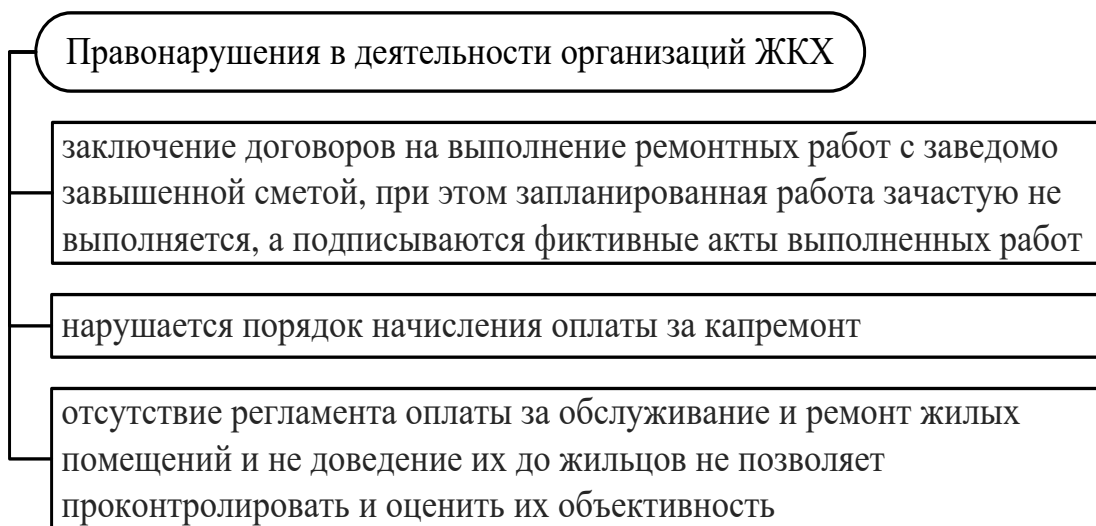 Правонарушения в деятельности организаций ЖКХ
заключение договоров на выполнение ремонтных работ с заведомо
завышенной сметой, при этом запланированная работа зачастую не
выполняется, а подписываются фиктивные акты выполненных работ
нарушается порядок начисления оплаты за капремонт
отсутствие регламента оплаты за обслуживание и ремонт жилых
помещений и не доведение их до жильцов не позволяет
проконтролировать и оценить их объективность